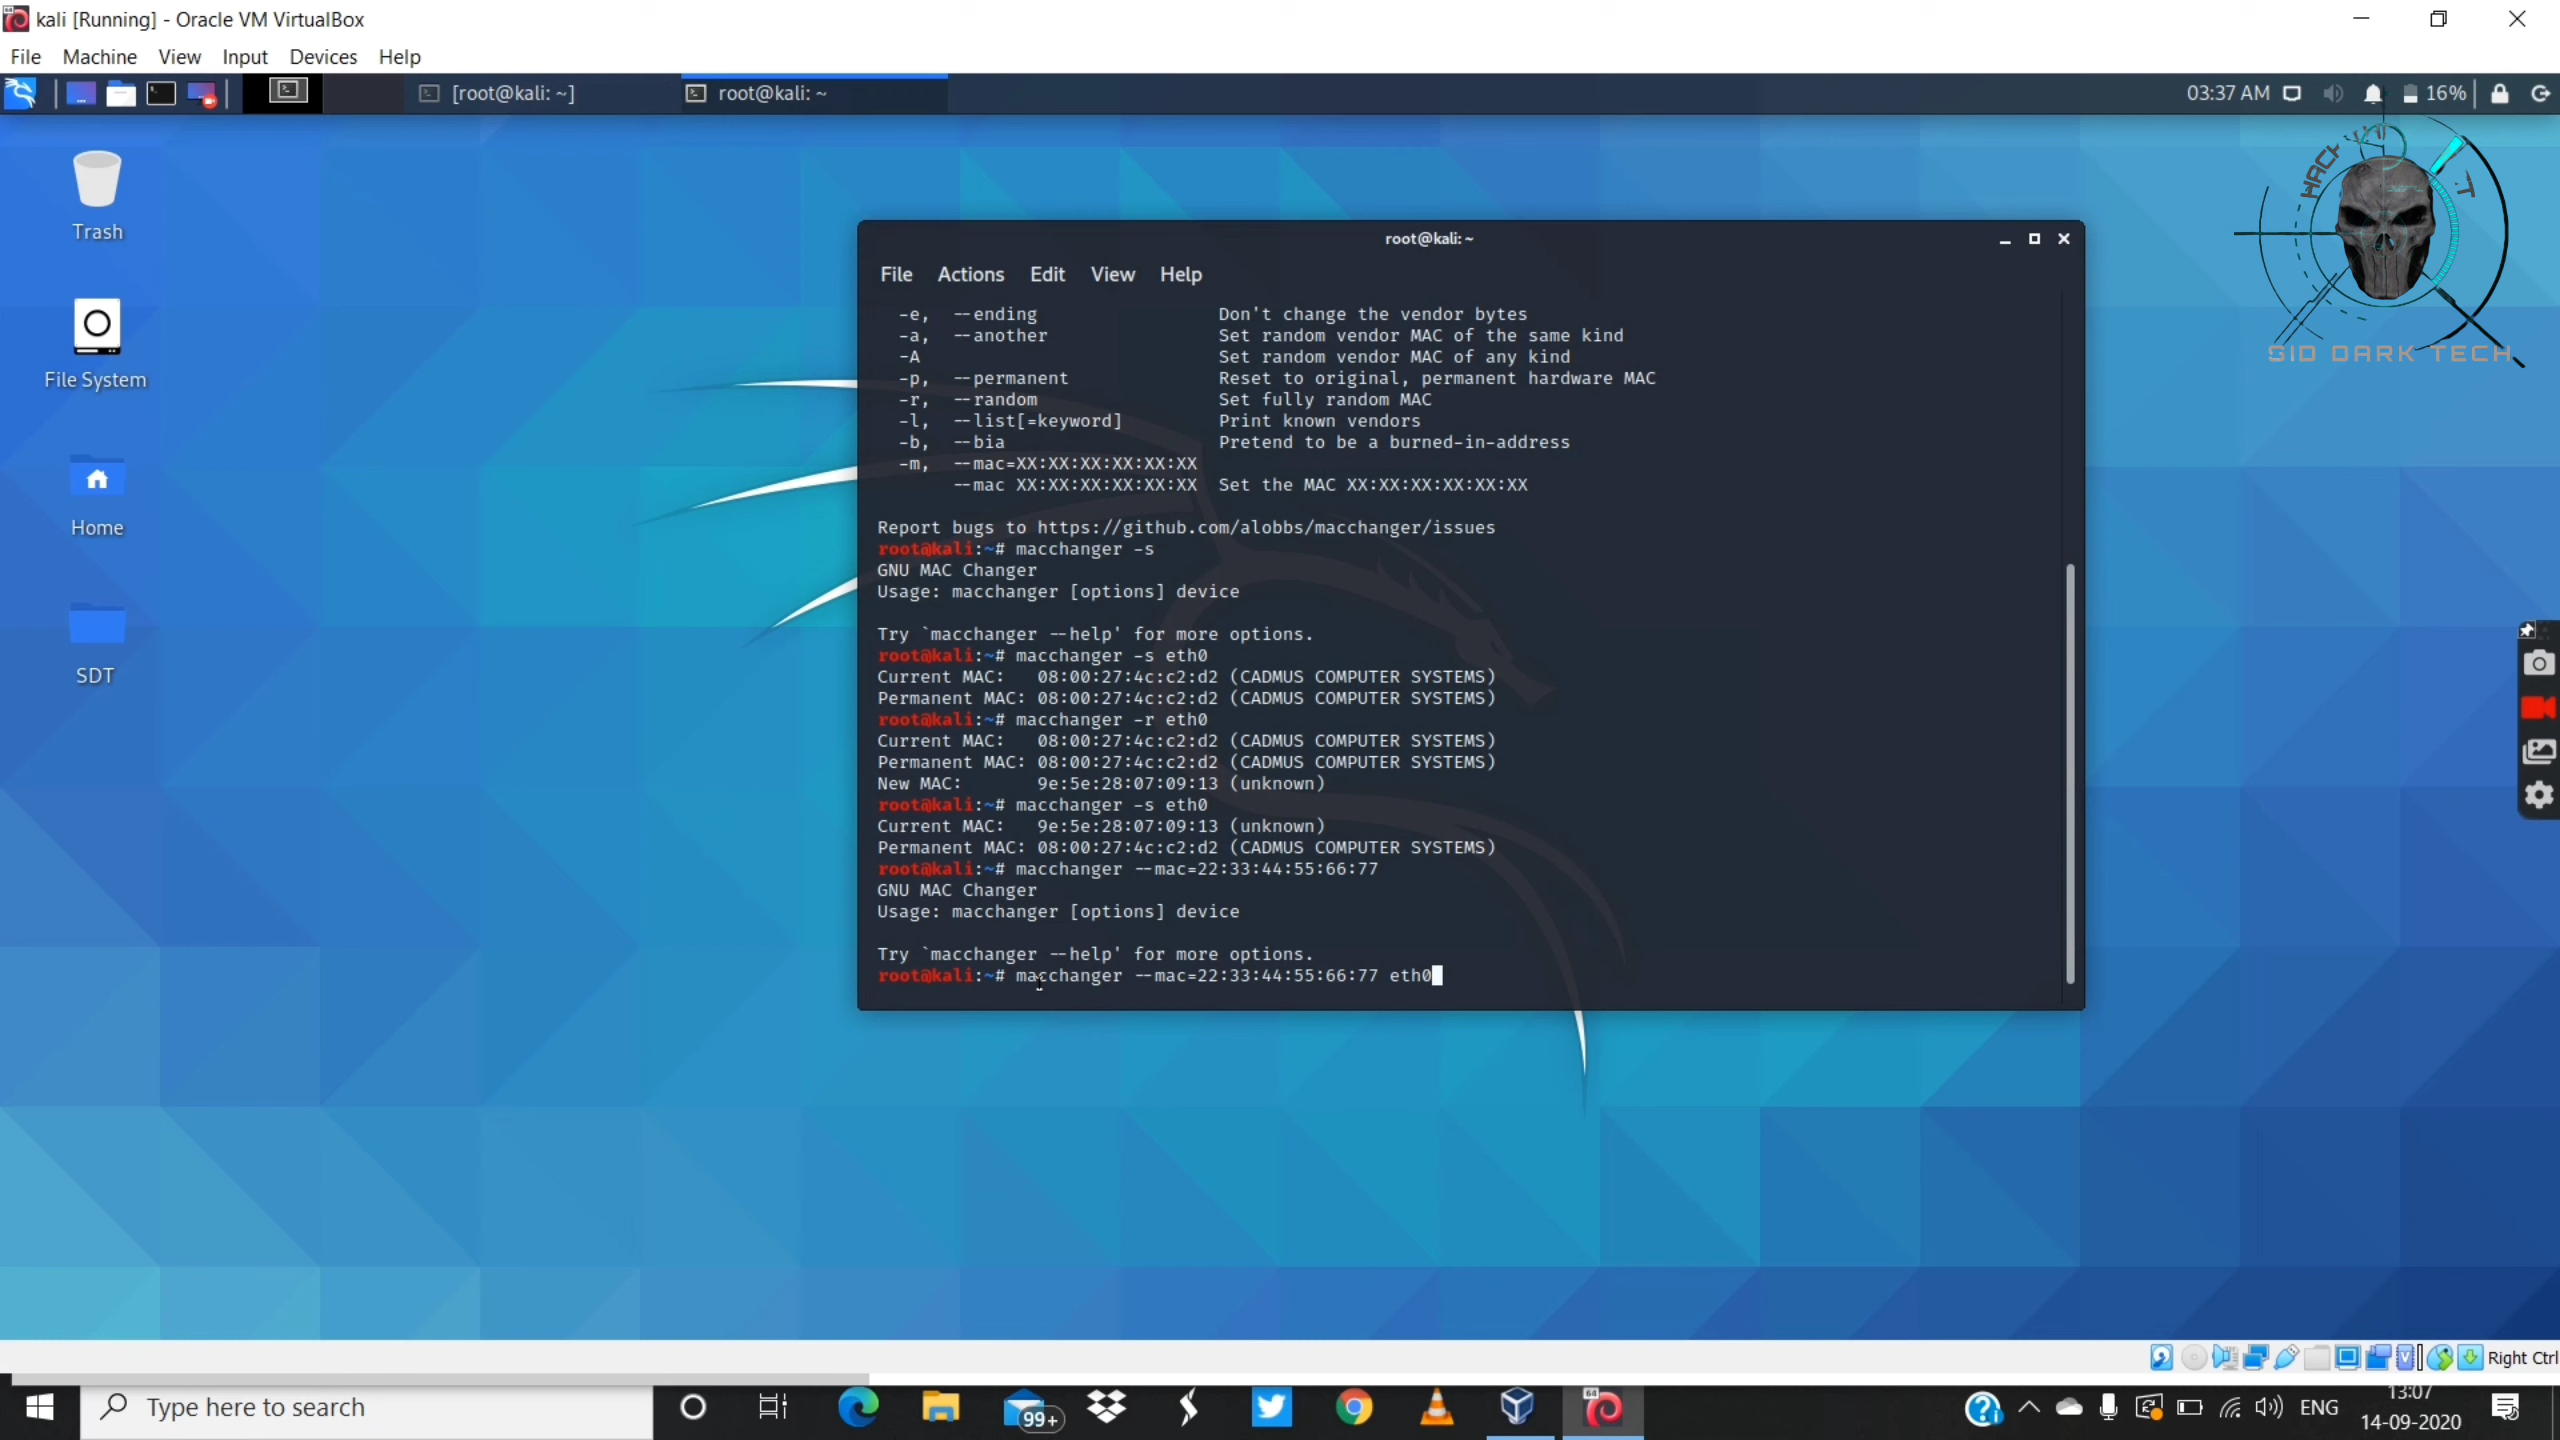 kali [Running] - Oracle VM VirtualBox
File Machine View Input Devices Help
[root@kali: ~]
root@kali: ~
03:37 AM
16%
Trash
File System
Home
SDT
SID DARK TECH
root@kali: ~
File Actions Edit View Help
-e, --ending Don't change the vendor bytes
-a, --another Set random vendor MAC of the same kind
-A Set random vendor MAC of any kind
-p, --permanent Reset to original, permanent hardware MAC
-r, --random Set fully random MAC
-l, --list[=keyword] Print known vendors
-b, --bia Pretend to be a burned-in-address
-m, --mac=XX:XX:XX:XX:XX:XX
--mac XX:XX:XX:XX:XX:XX Set the MAC XX:XX:XX:XX:XX:XX
Report bugs to https://github.com/alobbs/macchanger/issues
root@kali:~# macchanger -s
GNU MAC Changer
Usage: macchanger [options] device
Try `macchanger --help' for more options.
root@kali:~# macchanger -s eth0
Current MAC: 08:00:27:4c:c2:d2 (CADMUS COMPUTER SYSTEMS)
Permanent MAC: 08:00:27:4c:c2:d2 (CADMUS COMPUTER SYSTEMS)
root@kali:~# macchanger -r eth0
Current MAC: 08:00:27:4c:c2:d2 (CADMUS COMPUTER SYSTEMS)
Permanent MAC: 08:00:27:4c:c2:d2 (CADMUS COMPUTER SYSTEMS)
New MAC: 9e:5e:28:07:09:13 (unknown)
root@kali:~# macchanger -s eth0
Current MAC: 9e:5e:28:07:09:13 (unknown)
Permanent MAC: 08:00:27:4c:c2:d2 (CADMUS COMPUTER SYSTEMS)
root@kali:~# macchanger --mac=22:33:44:55:66:77
GNU MAC Changer
Usage: macchanger [options] device
Try `macchanger --help' for more options.
root@kali:~# macchanger --mac=22:33:44:55:66:77 eth0
Right Ctrl
Type here to search
99+
ENG
13:07
14-09-2020